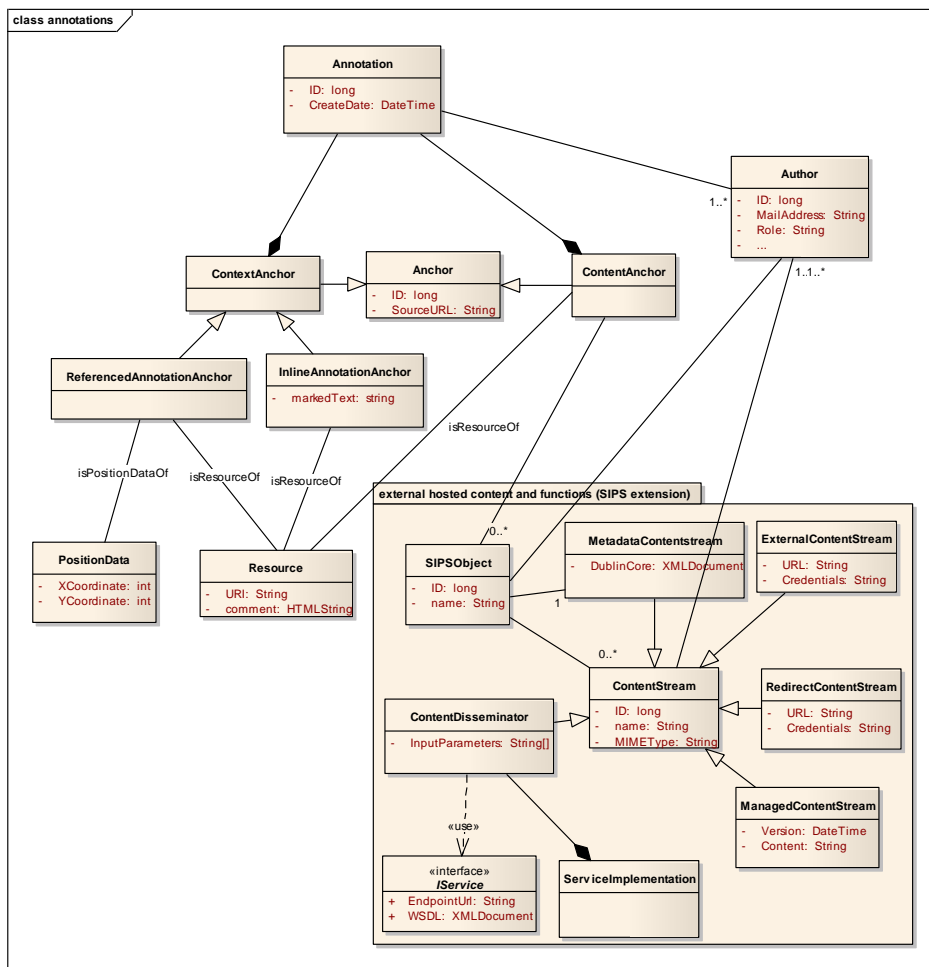 class annotations
Annotation
- ID: long
- CreateDate: DateTime
Author
- ID: long
- MailAddress: String
- Role: String
- ...
1..*
1..1..*
ContextAnchor
Anchor
- ID: long
- SourceURL: String
ContentAnchor
ReferencedAnnotationAnchor
InlineAnnotationAnchor
- markedText: string
isResourceOf
isPositionDataOf
isResourceOf
isResourceOf
external hosted content and functions (SIPS extension)
0..*
PositionData
- XCoordinate: int
- YCoordinate: int
Resource
- URI: String
- comment: HTMLString
SIPSObject
- ID: long
- name: String
1
MetadataContentstream
- DublinCore: XMLDocument
ExternalContentStream
- URL: String
- Credentials: String
0..*
ContentStream
- ID: long
- name: String
- MIMEType: String
RedirectContentStream
- URL: String
- Credentials: String
ContentDisseminator
- InputParameters: String[]
ManagedContentStream
- Version: DateTime
- Content: String
«use»
«interface»
IService
+ EndpointUrl: String
+ WSDL: XMLDocument
ServiceImplementation